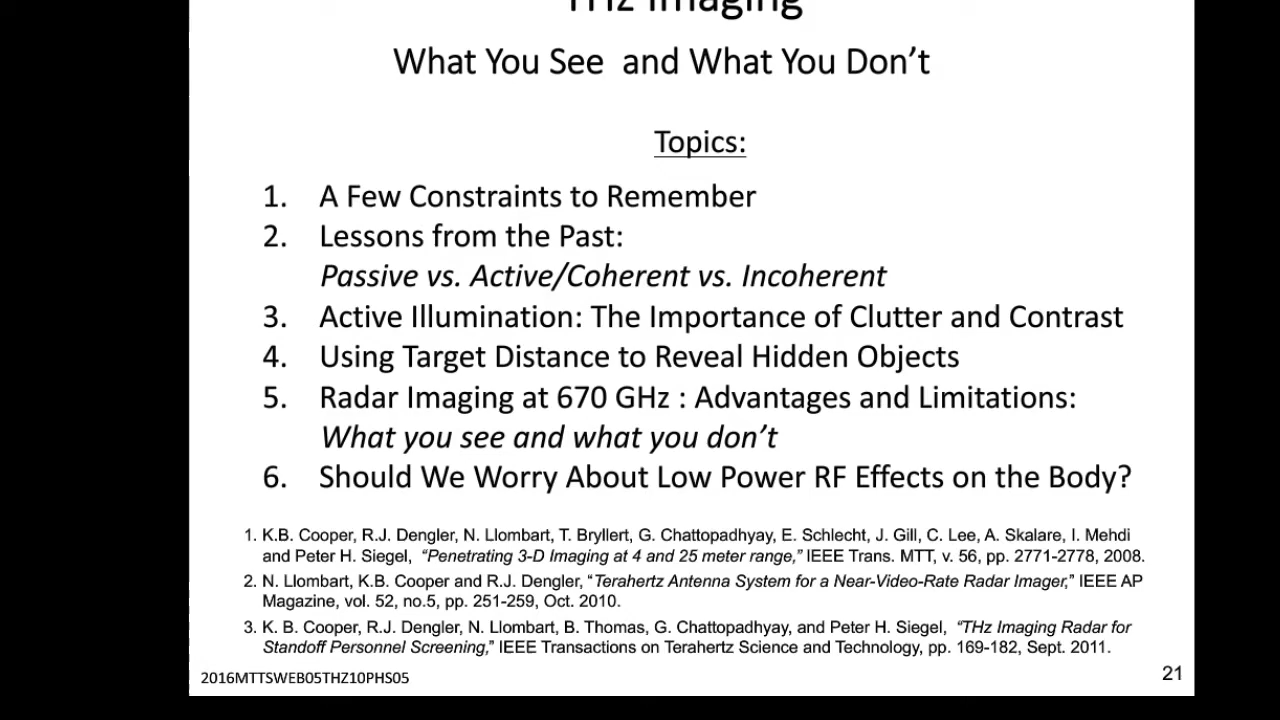 THz Imaging
What You See and What You Don't
Topics:
1. A Few Constraints to Remember
2. Lessons from the Past:
Passive vs. Active/Coherent vs. Incoherent
3. Active Illumination: The Importance of Clutter and Contrast
4. Using Target Distance to Reveal Hidden Objects
5. Radar Imaging at 670 GHz : Advantages and Limitations:
What you see and what you don't
6. Should We Worry About Low Power RF Effects on the Body?
1. K.B. Cooper, R.J. Dengler, N. Llombart, T. Bryllert, G. Chattopadhyay, E. Schlecht, J. Gill, C. Lee, A. Skalare, I. Mehdi
and Peter H. Siegel, “Penetrating 3-D Imaging at 4 and 25 meter range,” IEEE Trans. MTT, v. 56, pp. 2771-2778, 2008.
2. N. Llombart, K.B. Cooper and R.J. Dengler, “Terahertz Antenna System for a Near-Video-Rate Radar Imager,” IEEE AP
Magazine, vol. 52, no.5, pp. 251-259, Oct. 2010.
3. K. B. Cooper, R.J. Dengler, N. Llombart, B. Thomas, G. Chattopadhyay, and Peter H. Siegel, “THz Imaging Radar for
Standoff Personnel Screening,” IEEE Transactions on Terahertz Science and Technology, pp. 169-182, Sept. 2011.
2016MTTSWEB05THZ10PHS05
21